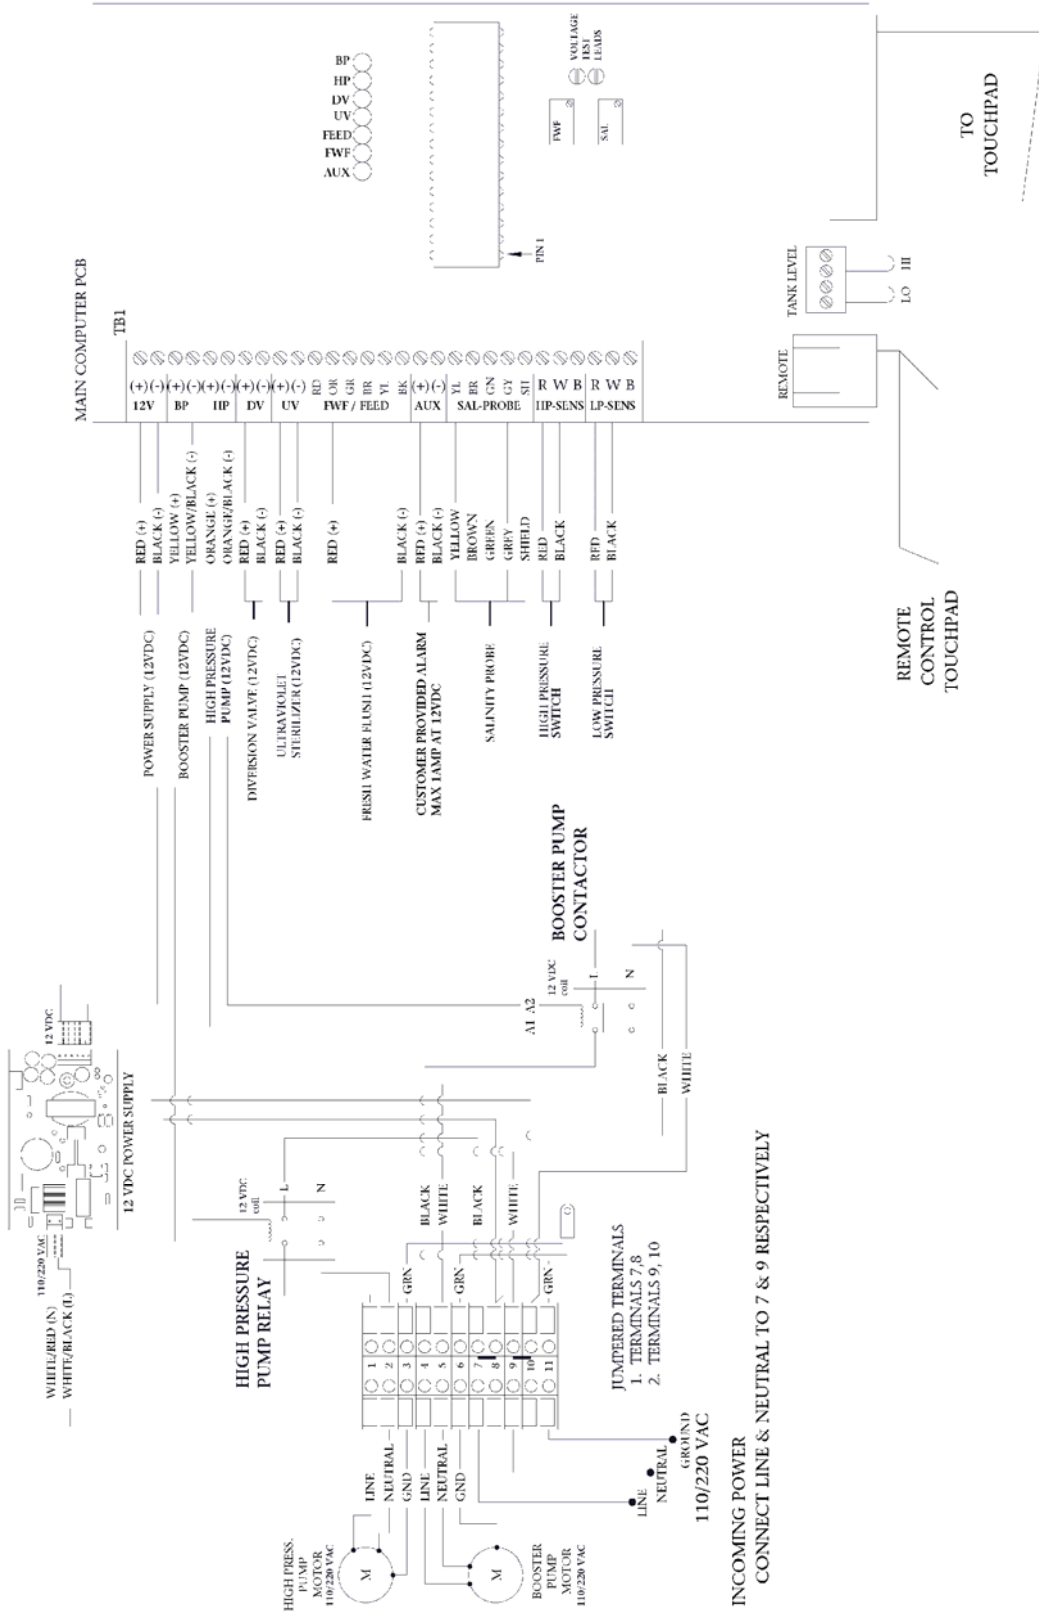 MAIN COMPUTER PCB
TB1
(+) (-) (+) (-) (+) (-) (+) (-) (+) (-) RD OR GR BR YL BK (+) (-) YL BR GN GY SH R W B R W B
12V BP HP DV UV FWF / FEED AUX SAL-PROBE HP-SENS LP-SENS
BP
HP
DV
UV
FEED
FWF
AUX
PIN 1
FWF
SAL
VOLTAGE
TEST
LEADS
TO
TOUCHPAD
TANK LEVEL
LO
HI
REMOTE
REMOTE
CONTROL
TOUCHPAD
RED (+)
BLACK (-)
YELLOW (+)
YELLOW/BLACK (-)
ORANGE (+)
ORANGE/BLACK (-)
RED (+)
BLACK (-)
RED (+)
BLACK (-)
RED (+)
BLACK (-)
RED (+)
BLACK (-)
YELLOW
BROWN
GREEN
GREY
SHIELD
RED
BLACK
RED
BLACK
POWER SUPPLY (12VDC)
BOOSTER PUMP (12VDC)
HIGH PRESSURE
PUMP (12VDC)
DIVERSION VALVE (12VDC)
ULTRAVIOLET
STERILIZER (12VDC)
FRESH WATER FLUSH (12VDC)
CUSTOMER PROVIDED ALARM
MAX 1AMP AT 12VDC
SALINITY PROBE
HIGH PRESSURE
SWITCH
LOW PRESSURE
SWITCH
12 VDC
12 VDC POWER SUPPLY
110/220 VAC
WHITE/RED (N)
WHITE/BLACK (L)
BOOSTER PUMP
CONTACTOR
12 VDC
coil
A1 A2
L
N
BLACK
WHITE
HIGH PRESSURE
PUMP RELAY
12 VDC
coil
L
N
BLACK
WHITE
BLACK
WHITE
GRN
GRN
GRN
1 2 3 4 5 6 7 8 9 10 11
JUMPERED TERMINALS
1. TERMINALS 7,8
2. TERMINALS 9, 10
LINE
NEUTRAL
GND
LINE
NEUTRAL
GND
HIGH PRESS.
PUMP
MOTOR
110/220 VAC
M
BOOSTER
PUMP
MOTOR
110/220 VAC
M
LINE
NEUTRAL
GROUND
110/220 VAC
INCOMING POWER
CONNECT LINE & NEUTRAL TO 7 & 9 RESPECTIVELY